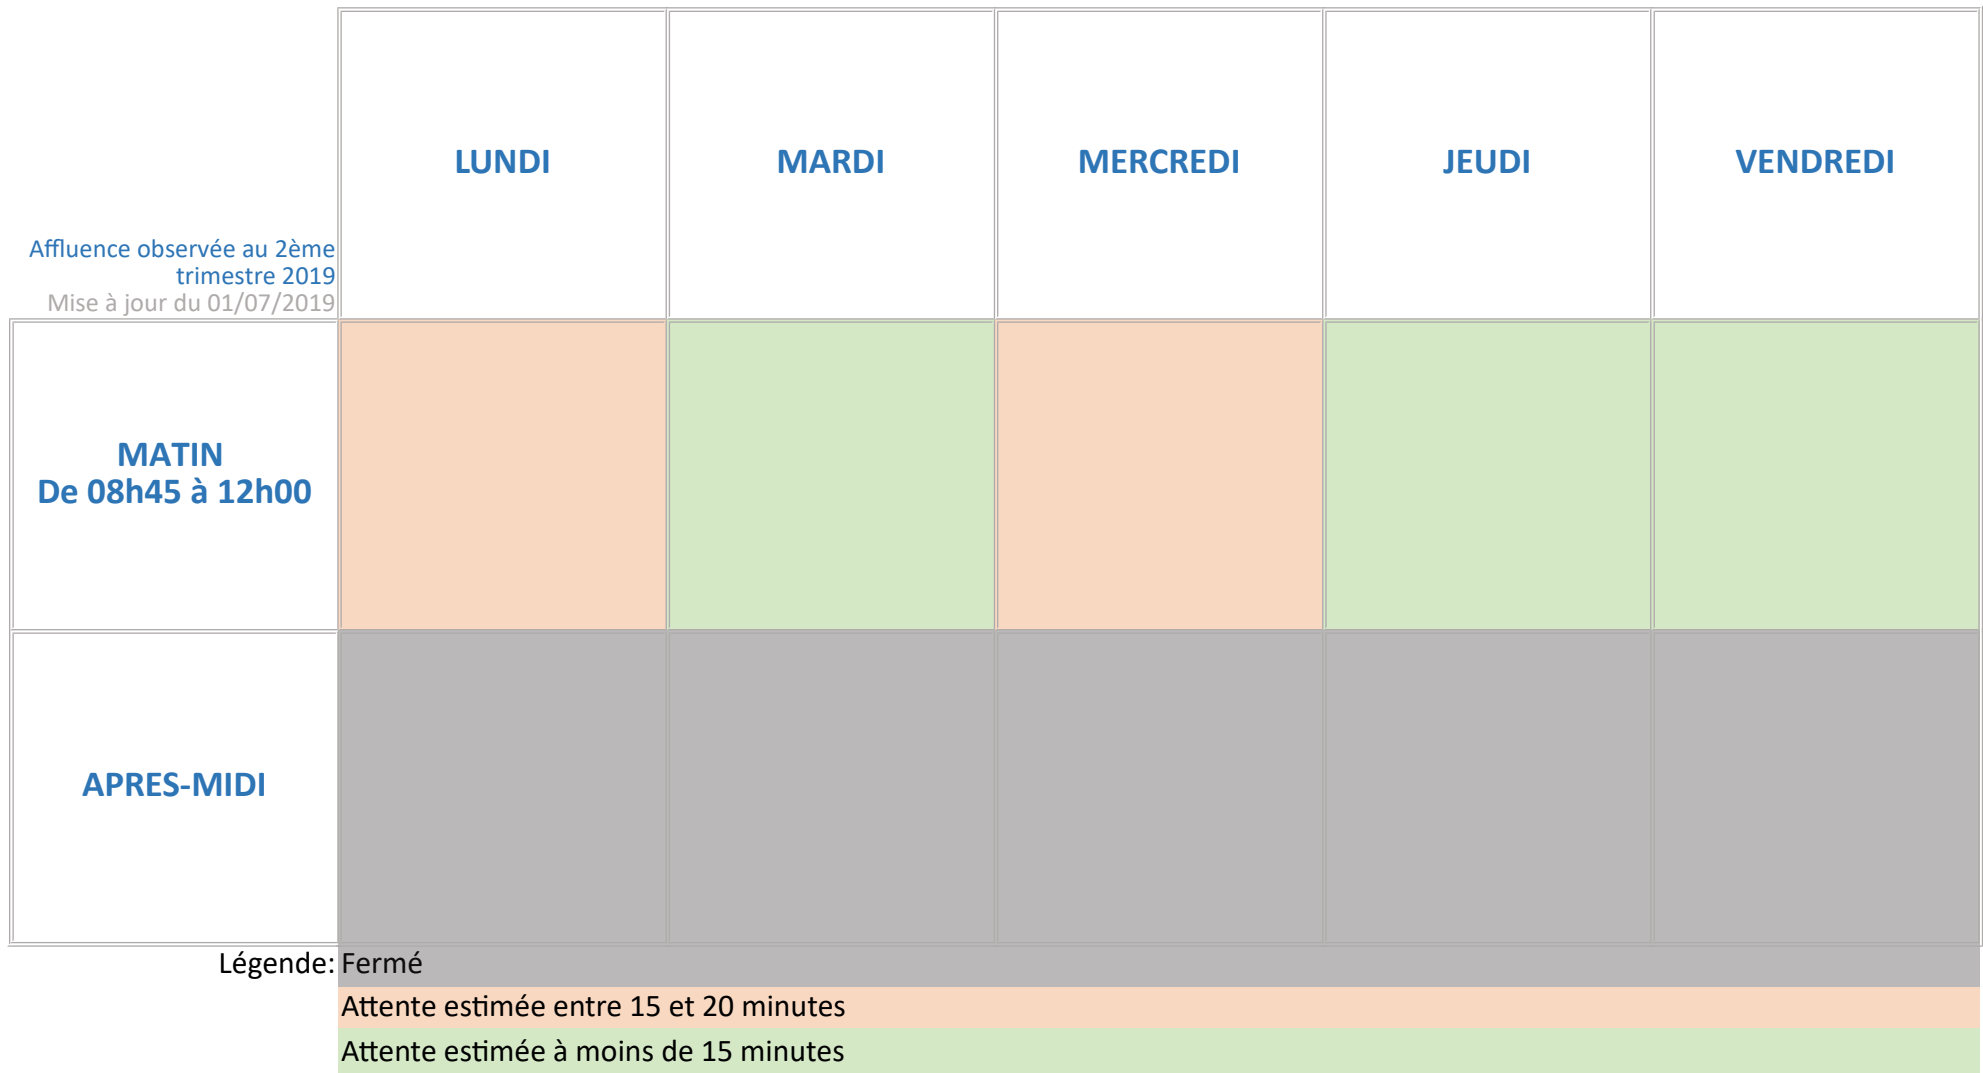 LUNDI
MARDI
MERCREDI
JEUDI
VENDREDI
Affluence observée au 2ème
trimestre 2019
Mise à jour du 01/07/2019
MATIN
De 08h45 à 12h00
APRES-MIDI
Légende: Fermé
Attente estimée entre 15 et 20 minutes
Attente estimée à moins de 15 minutes